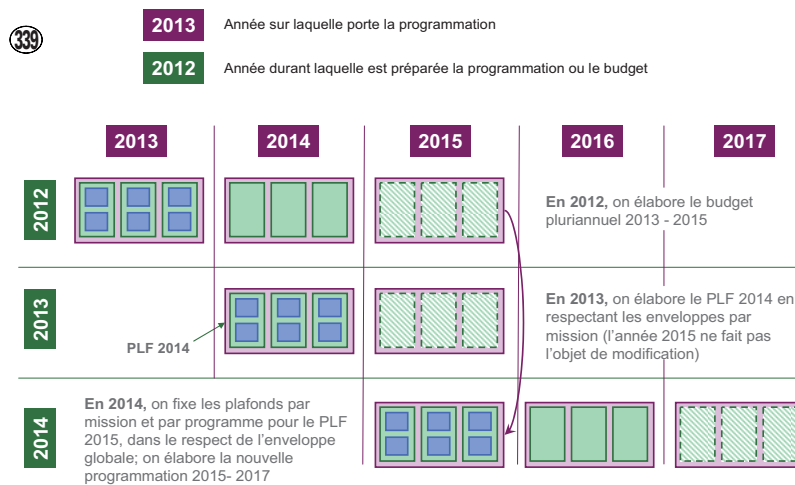 339
2013 Année sur laquelle porte la programmation
2012 Année durant laquelle est préparée la programmation ou le budget
2013 2014 2015 2016 2017
2012
En 2012, on élabore le budget
pluriannuel 2013 - 2015
2013
PLF 2014
En 2013, on élabore le PLF 2014 en
respectant les enveloppes par
mission (l’année 2015 ne fait pas
l’objet de modification)
2014
En 2014, on fixe les plafonds par
mission et par programme pour le PLF
2015, dans le respect de l’enveloppe
globale; on élabore la nouvelle
programmation 2015- 2017